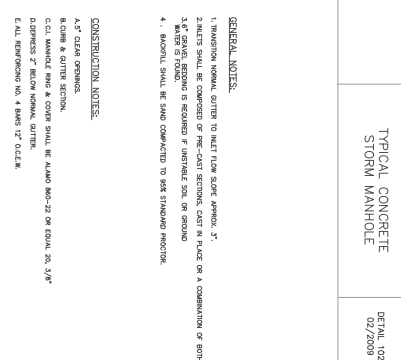 GENERAL NOTES:
1. TRANSITION NORMAL GUTTER TO INLET FLOW SLOPE APPROX. 3".
2. INLETS SHALL BE COMPOSED OF PRE-CAST SECTIONS, CAST IN PLACE OR A COMBINATION OF BOTH
3. 6" GRAVEL BEDDING IS REQUIRED IF UNSTABLE SOIL OR GROUND
WATER IS FOUND.
4 . BACKFILL SHALL BE SAND COMPACTED TO 95% STANDARD PROCTOR.
CONSTRUCTION NOTES:
A. 5" CLEAR OPENINGS.
B. CURB & GUTTER SECTION.
C. C.I. MANHOLE RING & COVER SHALL BE ALAMO 860-22 OR EQUAL 20, 3/8"
D. DEPRESS 2" BELOW NORMAL GUTTER.
E. ALL REINFORCING NO. 4 BARS 12" O.C.E.W.
TYPICAL CONCRETE
STORM MANHOLE
DETAIL 102
02/2009